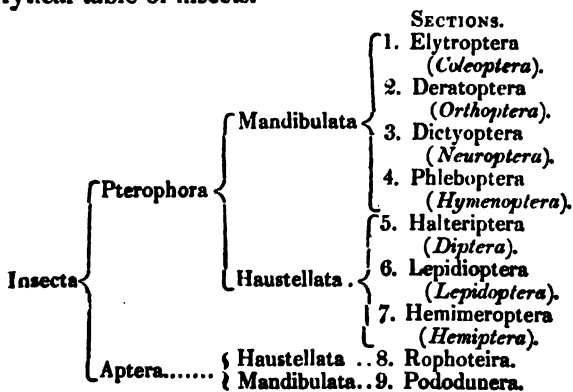 lytical table of insects.
SECTIONS.
1. Elytroptera
(Coleoptera).
2. Deratoptera
(Orthoptera).
Mandibulata
3. Dictyoptera
(Neuroptera).
4. Phleboptera
(Hymenoptera).
Pterophora
5. Halteriptera
(Diptera).
Insecta
Haustellata .
6. Lepidioptera
(Lepidoptera).
7. Hemimeroptera
(Hemiptera).
Aptera.......
Haustellata ..8. Rophoteira.
Mandibulata..9. Pododunera.